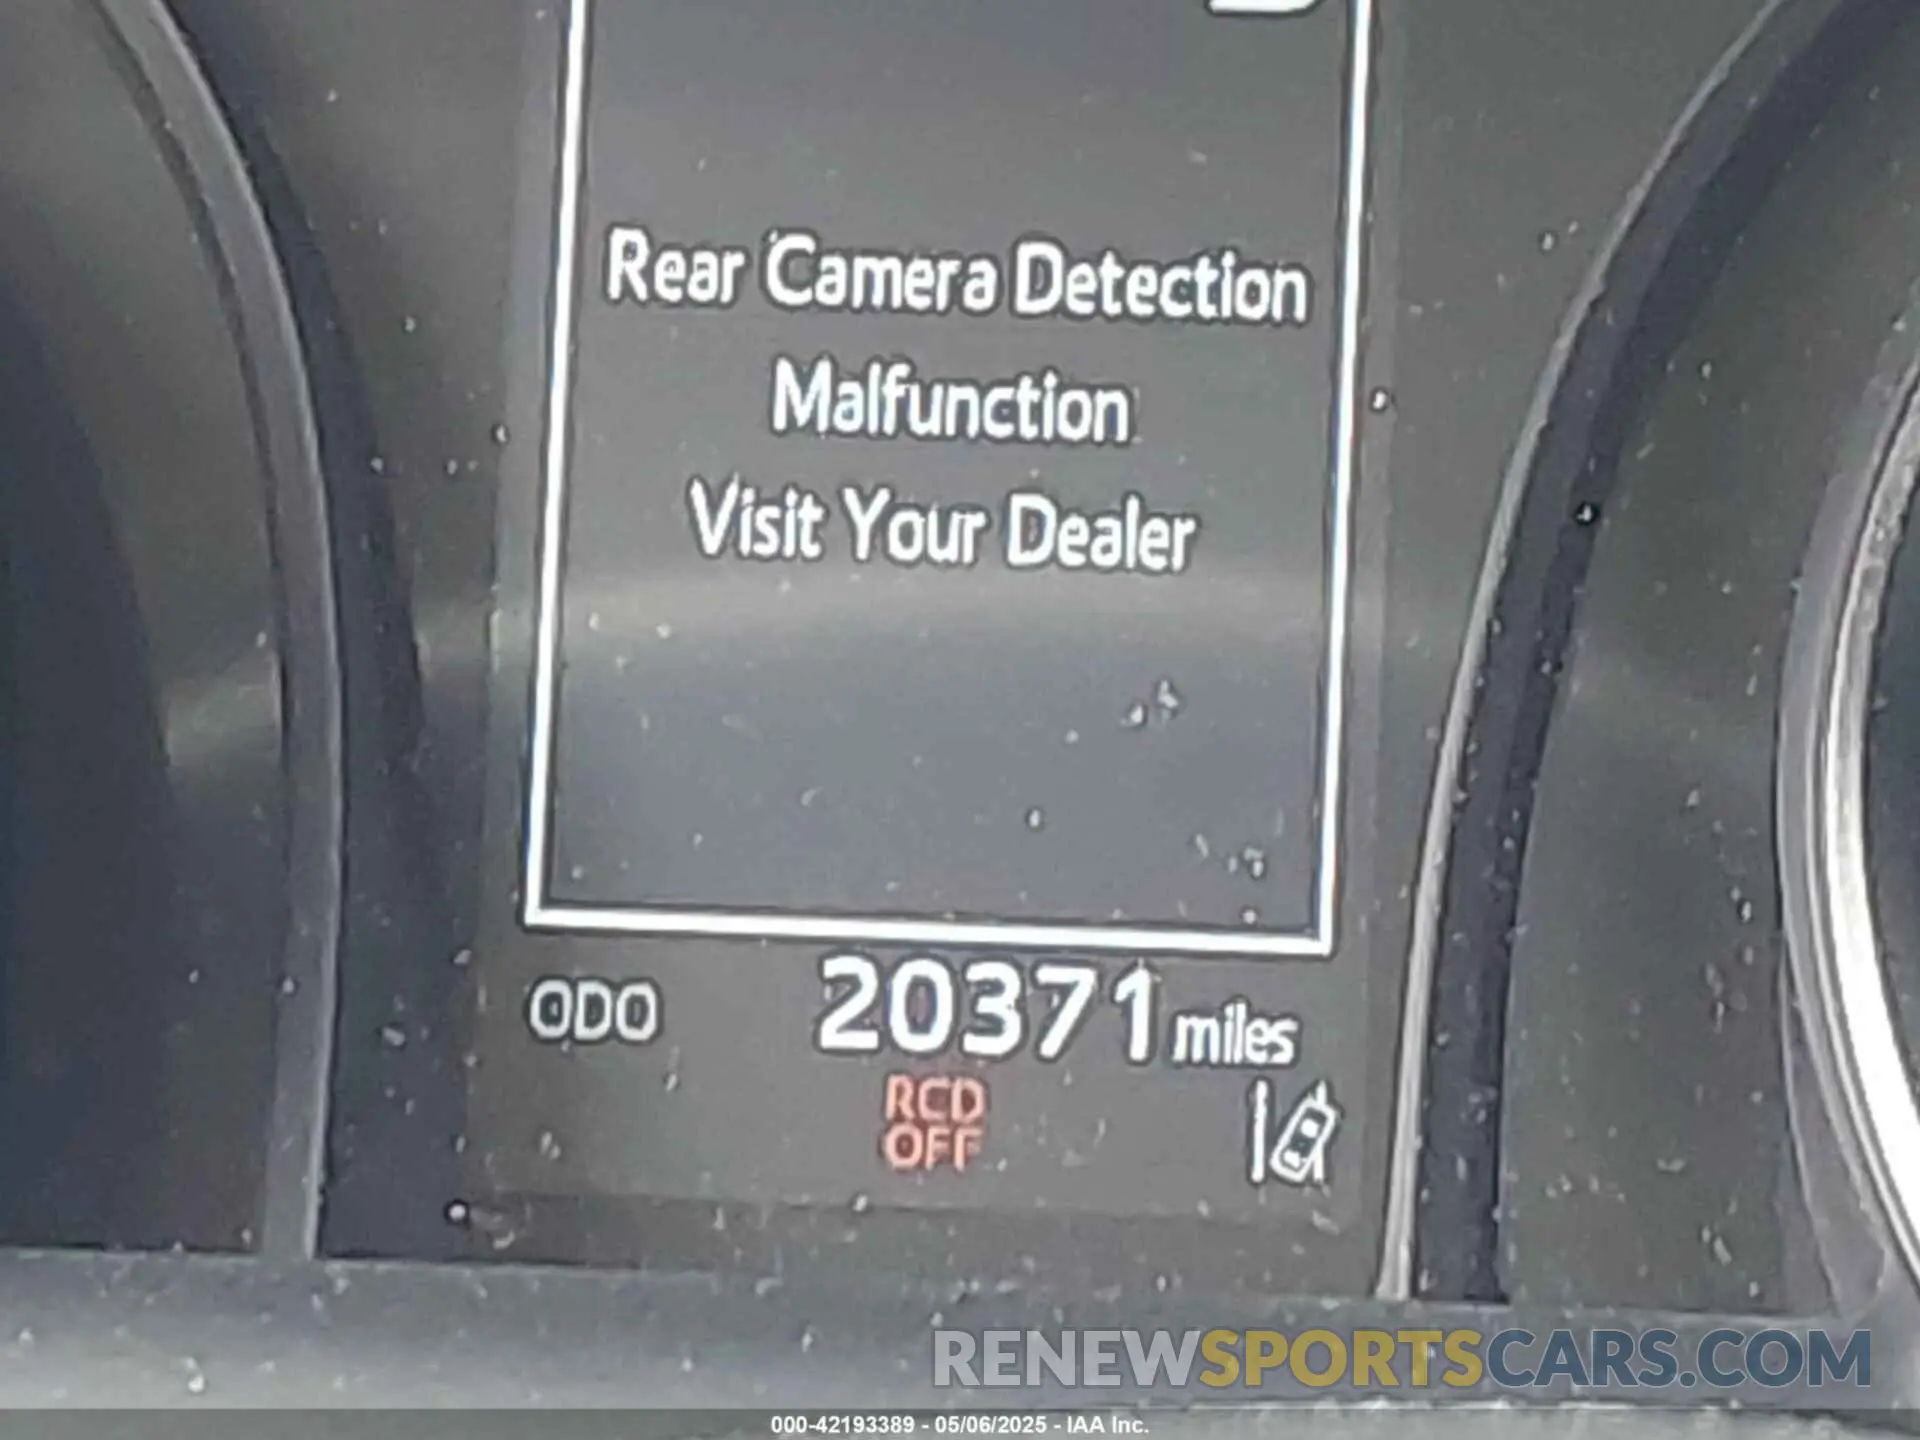 Rear Camera Detection
Malfunction
Visit Your Dealer
ODO 20371 miles
RCD
OFF
RENEWSPORTSCARS.COM
000-42193389 - 05/06/2025 - IAA Inc.